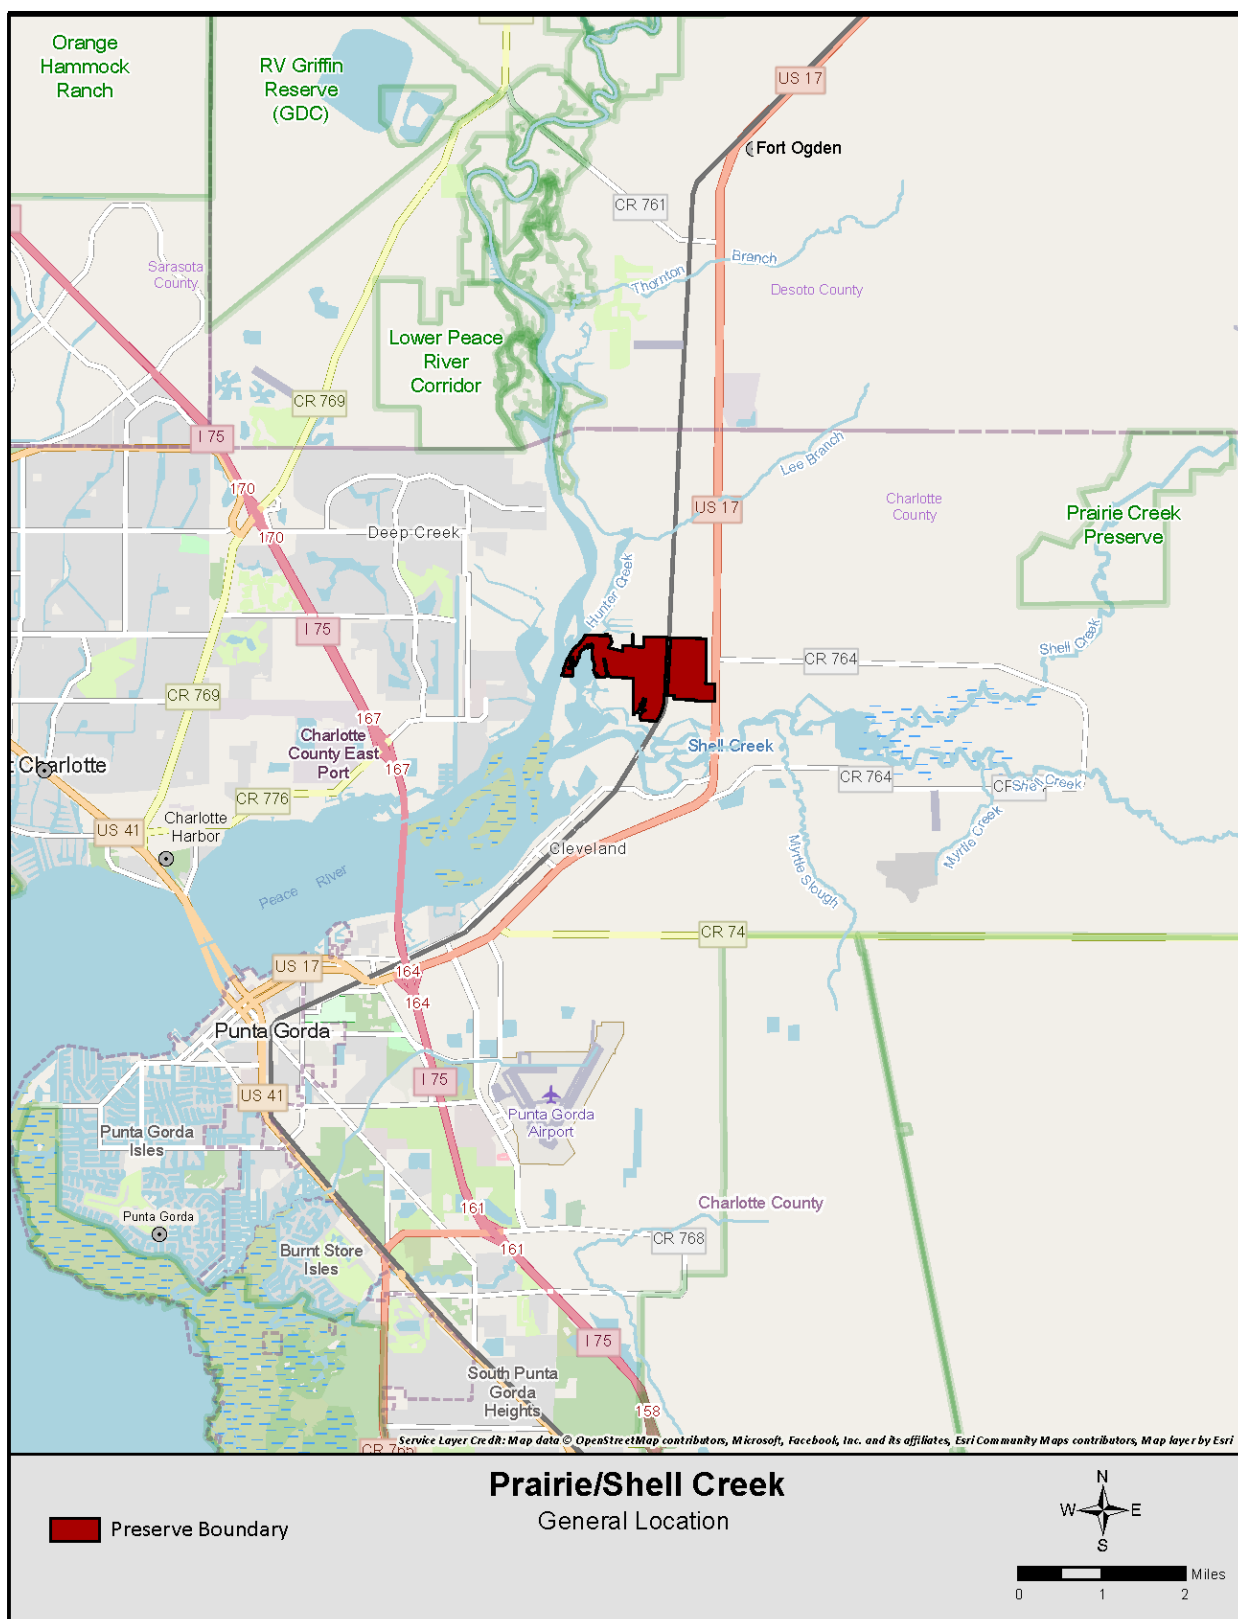 Orange
Hammock
Ranch
RV Griffin
Reserve
(GDC)
US 17
Fort Ogden
CR 761
Thornton Branch
Sarasota
County
Desoto County
Lower Peace
River
Corridor
CR 769
I 75
Lee Branch
170
US 17
Charlotte
County
Prairie Creek
Preserve
170
Deep Creek
Hunter Creek
I 75
Shell Creek
CR 764
CR 769
167
Charlotte
County East
Port
167
Shell Creek
t Charlotte
CR 764
Shell Creek
CR 776
Charlotte
Harbor
US 41
Cleveland
Myrtle Creek
Myrtle Slough
Peace River
CR 74
US 17
164
164
Punta Gorda
I 75
US 41
Punta Gorda
Airport
Punta Gorda
Isles
Charlotte County
161
Punta Gorda
161
CR 768
Burnt Store
Isles
I 75
South Punta
Gorda
Heights
158
CR 765
Service Layer Credit: Map data © OpenStreetMap contributors, Microsoft, Facebook, Inc. and its affiliates, Esri Community Maps contributors, Map layer by Esri
Prairie/Shell Creek
General Location
Preserve Boundary
N
W E
S
Miles
0 1 2